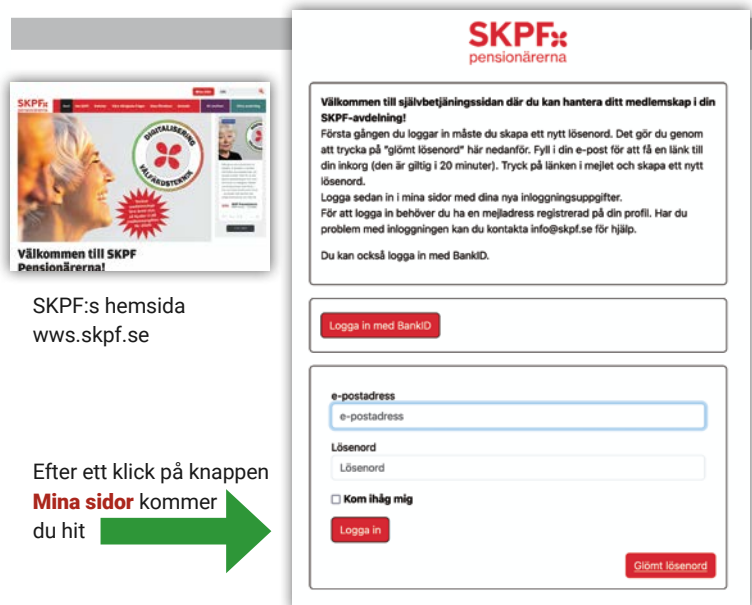 SKPF
pensionärerna
Välkommen till självbetjäningssidan där du kan hantera ditt medlemskap i din
SKPF-avdelning!
Första gången du loggar in måste du skapa ett nytt lösenord. Det gör du genom
att trycka på "glömt lösenord" här nedanför. Fyll i din e-post för att få en länk till
din inkorg (den är giltig i 20 minuter). Tryck på länken i mejlet och skapa ett nytt
lösenord.
Logga sedan in i mina sidor med dina nya inloggningsuppgifter.
För att logga in behöver du ha en mejladress registrerad på din profil. Har du
problem med inloggningen kan du kontakta info@skpf.se för hjälp.
Du kan också logga in med BankID.
Logga in med BankID
e-postadress
e-postadress
Lösenord
Lösenord
Kom ihåg mig
Logga in
Glömt lösenord
SKPF
DIGITALISERING
VÄLFÄRDSTEKNIK
Välkommen till SKPF
Pensionärerna!
SKPF:s hemsida
wws.skpf.se
Efter ett klick på knappen
Mina sidor kommer
du hit